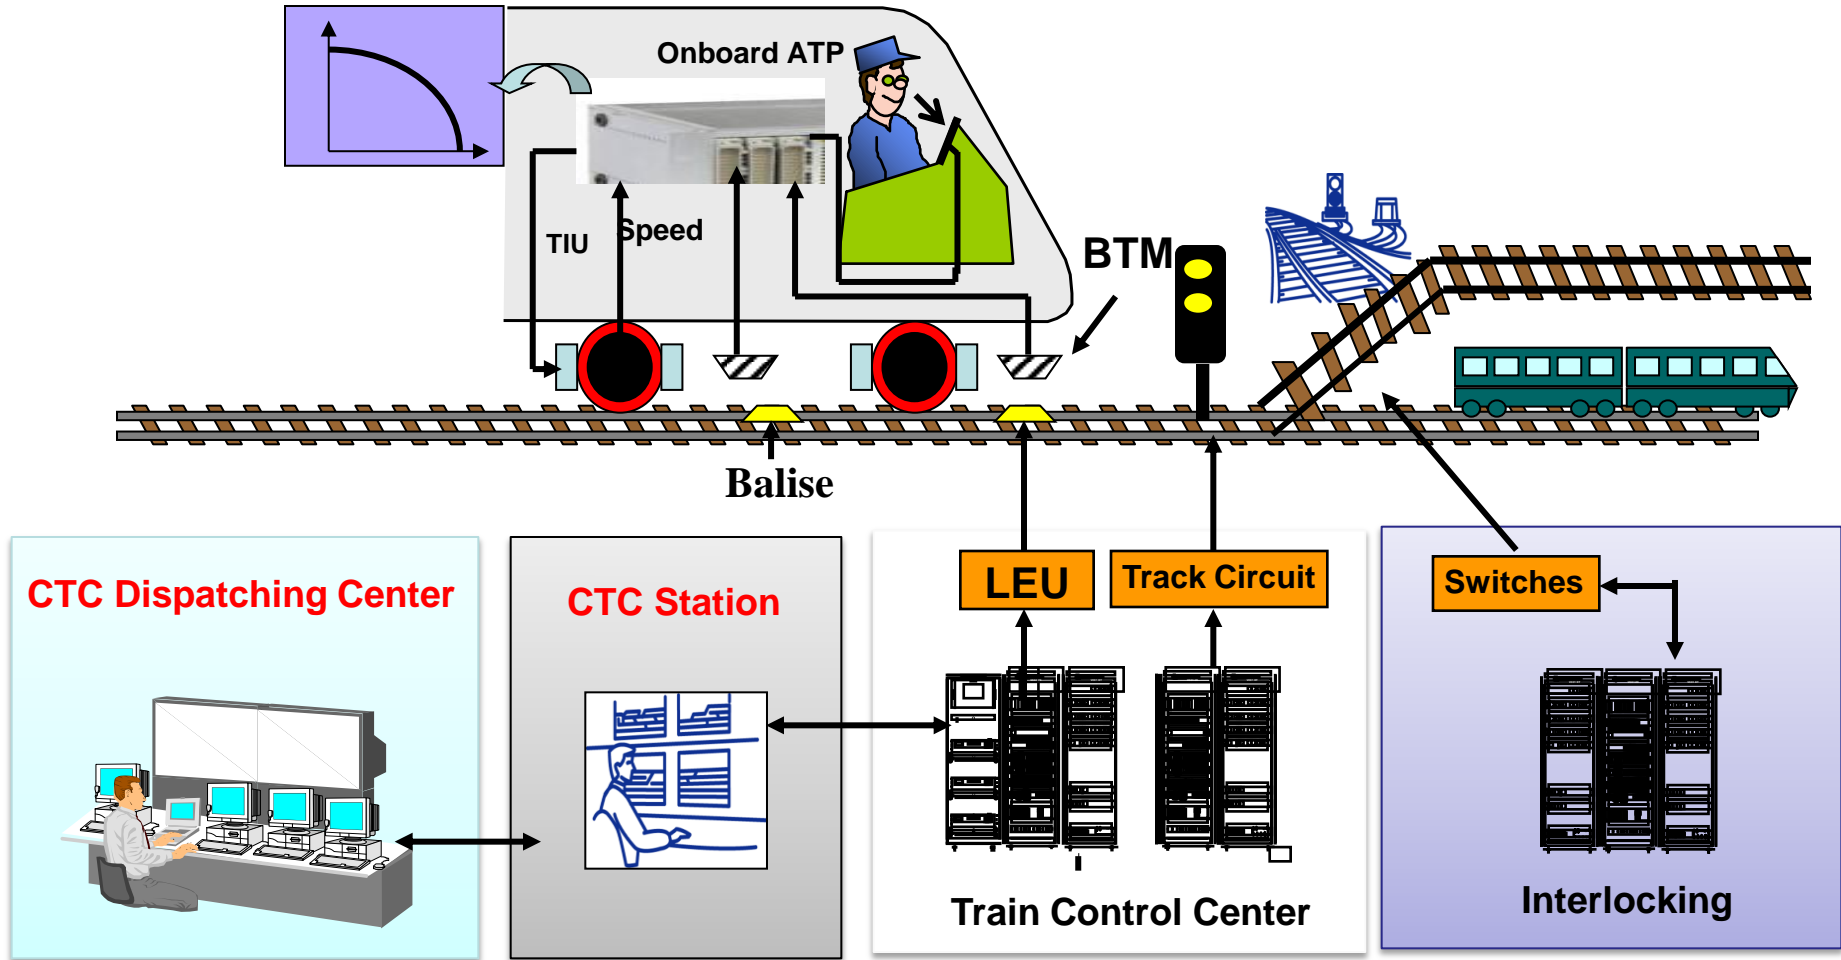 Onboard ATP
TIU
Speed
BTM
Balise
CTC Dispatching Center
CTC Station
LEU
Track Circuit
Switches
Train Control Center
Interlocking